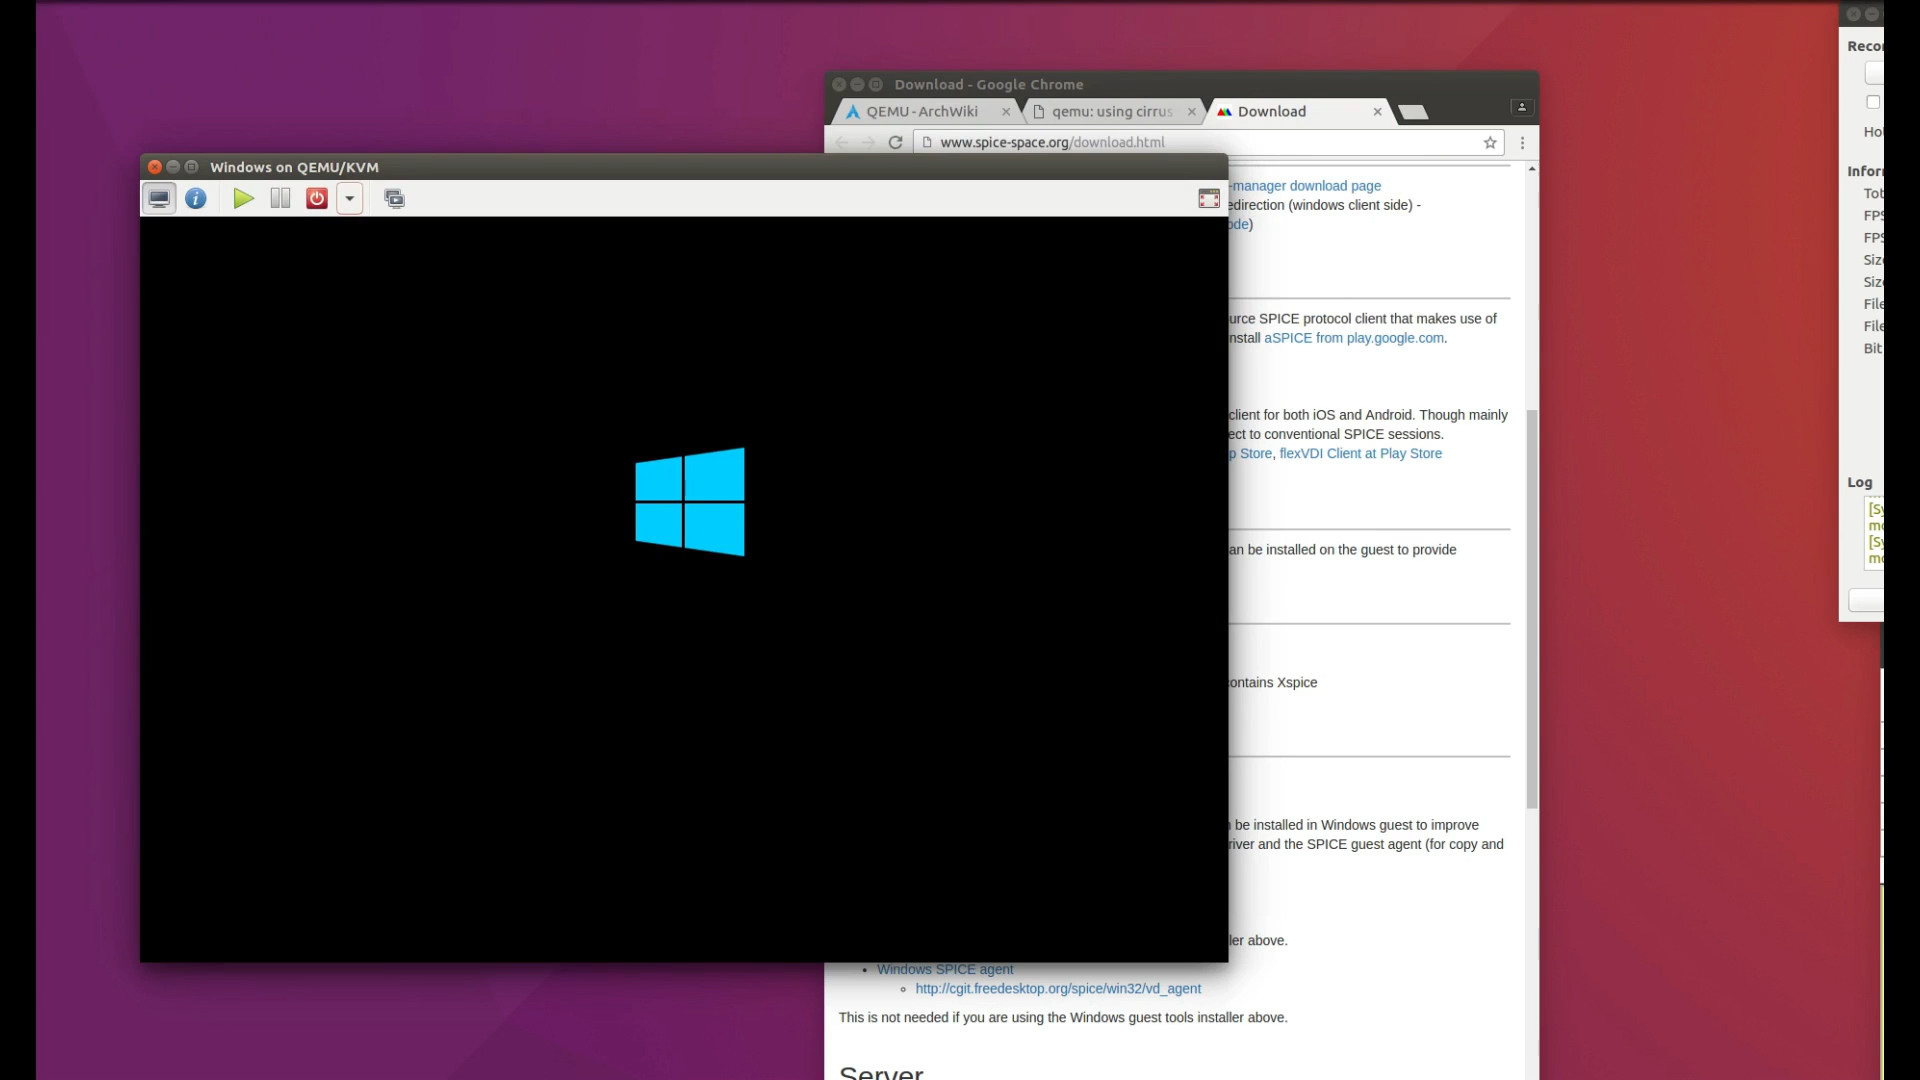 Download - Google Chrome
QEMU - ArchWiki
qemu: using cirrus
Download
www.spice-space.org/download.html
Windows on QEMU/KVM
-manager download page
edirection (windows client side) -
ode)
urce SPICE protocol client that makes use of
nstall aSPICE from play.google.com.
client for both iOS and Android. Though mainly
ect to conventional SPICE sessions.
p Store, flexVDI Client at Play Store
an be installed on the guest to provide
contains Xspice
be installed in Windows guest to improve
river and the SPICE guest agent (for copy and
ler above.
Windows SPICE agent
http://cgit.freedesktop.org/spice/win32/vd_agent
This is not needed if you are using the Windows guest tools installer above.
Server
Reco
Hol
Infor
Tot
FPS
FPS
Siz
Siz
File
File
Bit
Log
[Sy
mo
[Sy
mo